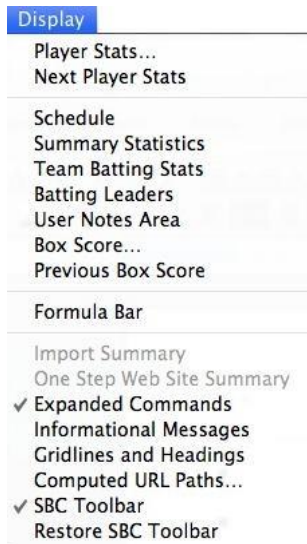 Display
Player Stats...
Next Player Stats
Schedule
Summary Statistics
Team Batting Stats
Batting Leaders
User Notes Area
Box Score...
Previous Box Score
Formula Bar
Import Summary
One Step Web Site Summary
✓ Expanded Commands
Informational Messages
Gridlines and Headings
Computed URL Paths...
✓ SBC Toolbar
Restore SBC Toolbar